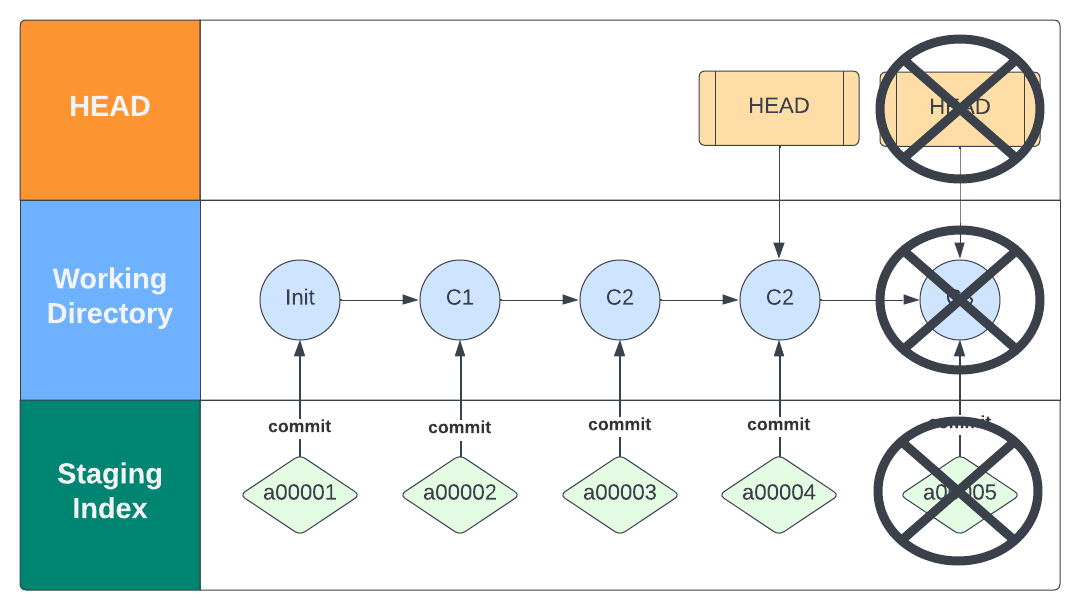 HEAD
HEAD
HEAD
Working
Directory
Init
C1
C2
C2
Staging
Index
commit
commit
commit
commit
commit
a00001
a00002
a00003
a00004
a00005